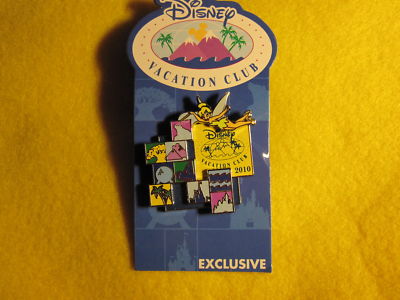 Disney
VACATION CLUB
Disney
VACATION CLUB
2010
EXCLUSIVE